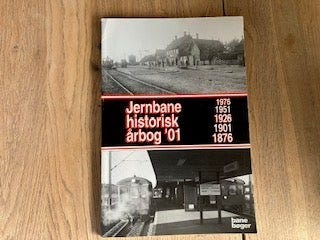 Jernbane
historisk
årbog '01
1976
1951
1926
1901
1876
bane
bøger